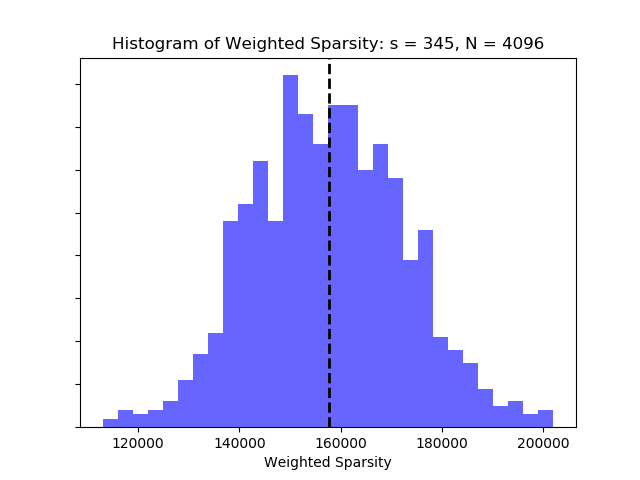 Histogram of Weighted Sparsity: s = 345, N = 4096
120000 140000 160000 180000 200000
Weighted Sparsity